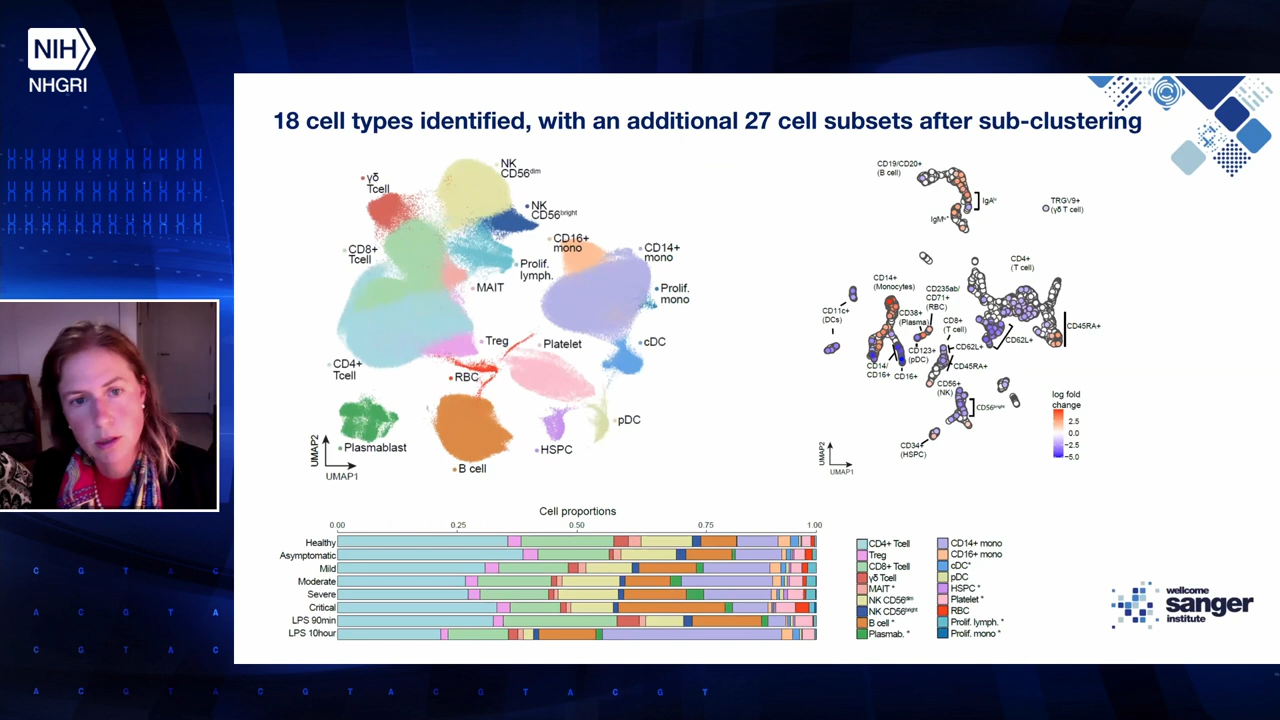 NIH
NHGRI
18 cell types identified, with an additional 27 cell subsets after sub-clustering
γδ
Tcell
NK
CD56dim
NK
CD56bright
CD8+
Tcell
CD16+
mono
CD14+
mono
Prolif.
lymph.
MAIT
Prolif.
mono
Treg
Platelet
cDC
CD4+
Tcell
RBC
pDC
Plasmablast
HSPC
B cell
UMAP2
UMAP1
CD19/CD20+
(B cell)
IgAhi
IgM
TRGV9+
(γδ T cell)
CD4+
(T cell)
CD14+
(Monocytes)
CD235ab/
CD71+
(RBC)
CD11c+
(DCs)
CD38+
(Plasma)
CD8+
(T cell)
CD45RA+
CD62L+
CD123+
(pDC)
CD62L+
CD14/
CD16+
CD16+
CD45RA+
CD56+
(NK)
CD56bright
CD34+
(HSPC)
log fold
change
2.5
0.0
−2.5
−5.0
UMAP2
UMAP1
Cell proportions
0.00 0.25 0.50 0.75 1.00
Healthy
Asymptomatic
Mild
Moderate
Severe
Critical
LPS 90min
LPS 10hour
CD4+ Tcell
Treg
CD8+ Tcell
γδ Tcell
MAIT *
NK CD56dim
NK CD56bright
B cell *
Plasmab. *
CD14+ mono
CD16+ mono
cDC*
pDC
HSPC *
Platelet *
RBC
Prolif. lymph. *
Prolif. mono *
wellcome
sanger
institute
C G T A C
A C G T A
C G T A C
A C G T A C G T A C G T